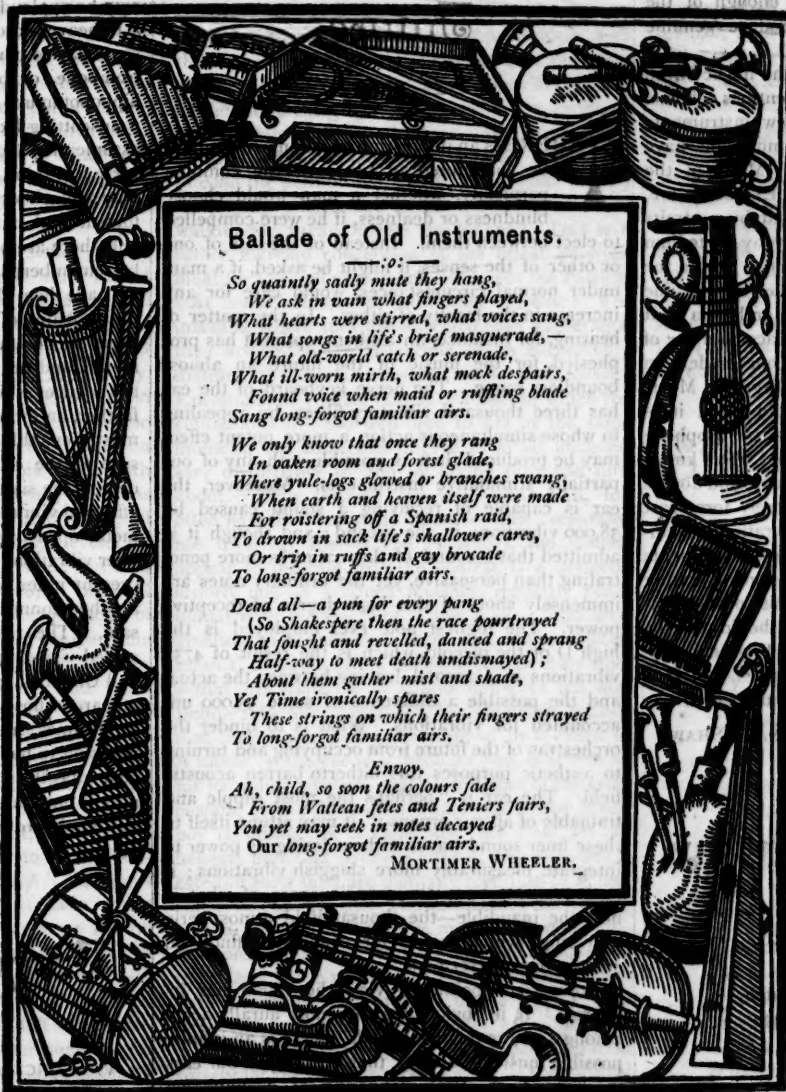 Ballade of Old Instruments.
—:o:—
So quaintly sadly mute they hang,
We ask in vain what fingers played,
What hearts were stirred, what voices sang,
What songs in life's brief masquerade,—
What old-world catch or serenade,
What ill-worn mirth, what mock despairs,
Found voice when maid or ruffling blade
Sang long-forgot familiar airs.
We only know that once they rang
In oaken room and forest glade,
Where yule-logs glowed or branches swang,
When earth and heaven itself were made
For roistering off a Spanish raid,
To drown in sack life's shallower cares,
Or trip in ruffs and gay brocade
To long-forgot familiar airs.
Dead all—a pun for every pang
(So Shakespere then the race pourtrayed
That fought and revelled, danced and sprang
Half-way to meet death undismayed);
About them gather mist and shade,
Yet Time ironically spares
These strings on which their fingers strayed
To long-forgot familiar airs.
Envoy.
Ah, child, so soon the colours fade
From Watteau fetes and Teniers fairs,
You yet may seek in notes decayed
Our long-forgot familiar airs.
MORTIMER WHEELER.